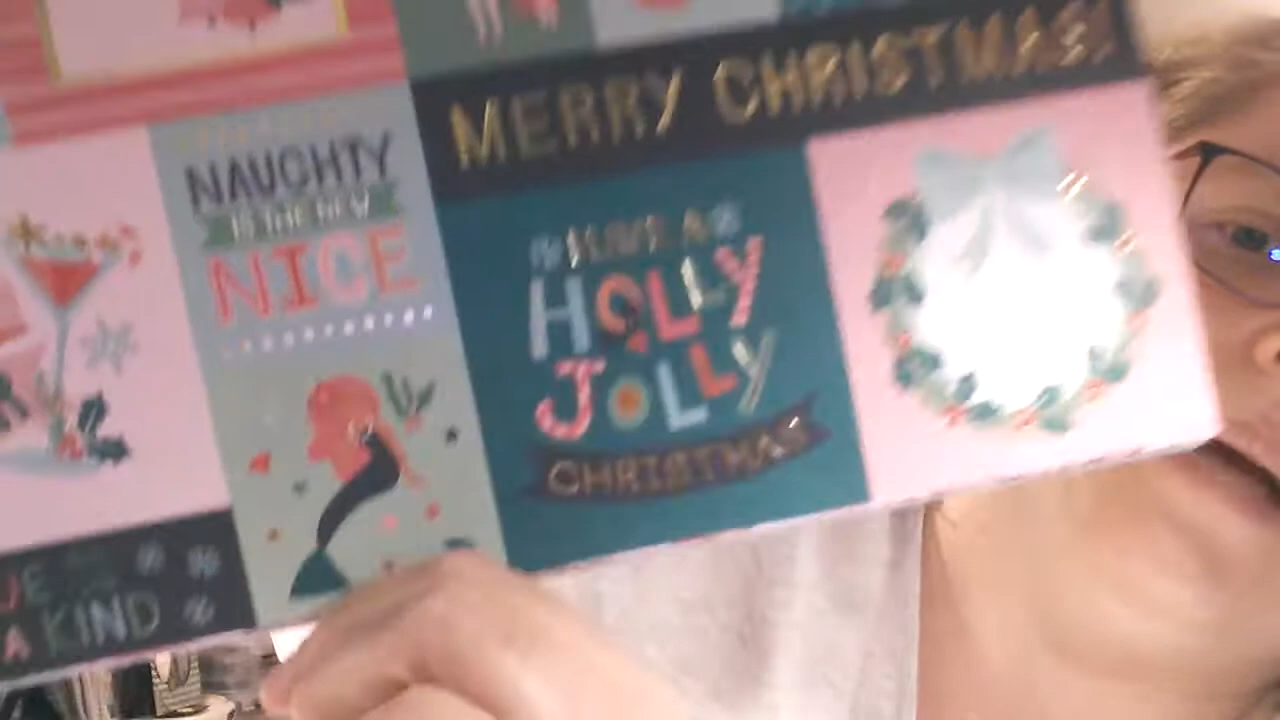 MERRY CHRISTMAS!
NAUGHTY
IS THE NEW
NICE
HAVE A
HOLLY
JOLLY
CHRISTMAS
A KIND